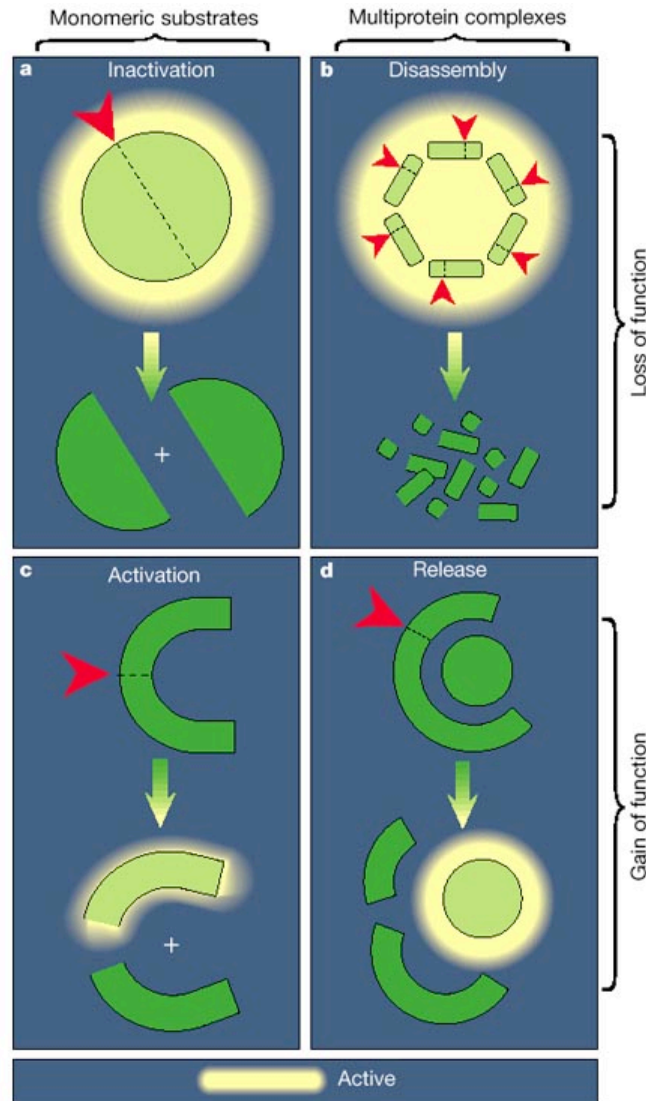 Monomeric substrates
Multiprotein complexes
a
Inactivation
b
Disassembly
+
Loss of function
c
Activation
d
Release
+
Gain of function
Active